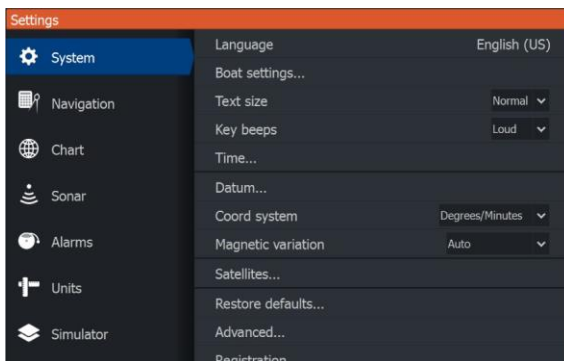 Settings
System
Navigation
Chart
Sonar
Alarms
Units
Simulator
Language English (US)
Boat settings...
Text size Normal
Key beeps Loud
Time...
Datum...
Coord system Degrees/Minutes
Magnetic variation Auto
Satellites...
Restore defaults...
Advanced...
Registration